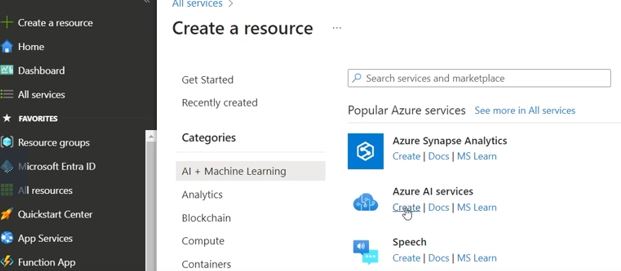 Create a resource
Home
Dashboard
All services
FAVORITES
Resource groups
Microsoft Entra ID
All resources
Quickstart Center
App Services
Function App
All services >
Create a resource ...
Get Started
Recently created
Categories
AI + Machine Learning
Analytics
Blockchain
Compute
Containers
Search services and marketplace
Popular Azure services See more in All services
Azure Synapse Analytics
Create | Docs | MS Learn
Azure AI services
Create | Docs | MS Learn
Speech
Create | Docs | MS Learn